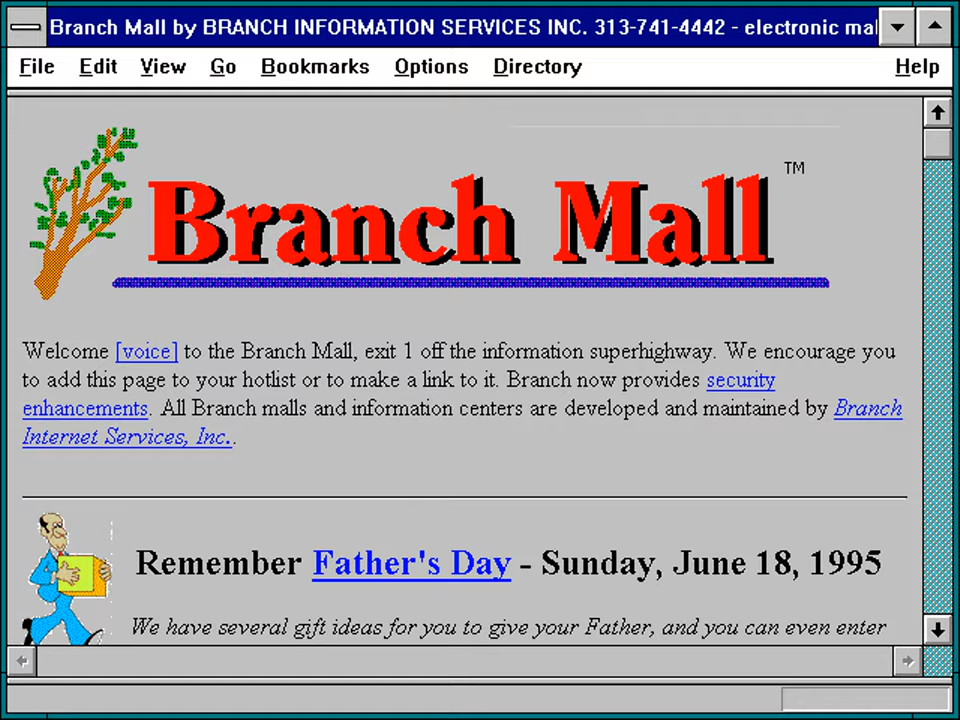 Branch Mall by BRANCH INFORMATION SERVICES INC. 313-741-4442 - electronic mal
File Edit View Go Bookmarks Options Directory Help
Branch Mall ™
Welcome [voice] to the Branch Mall, exit 1 off the information superhighway. We encourage you
to add this page to your hotlist or to make a link to it. Branch now provides security
enhancements. All Branch malls and information centers are developed and maintained by Branch
Internet Services, Inc..
Remember Father's Day - Sunday, June 18, 1995
We have several gift ideas for you to give your Father, and you can even enter